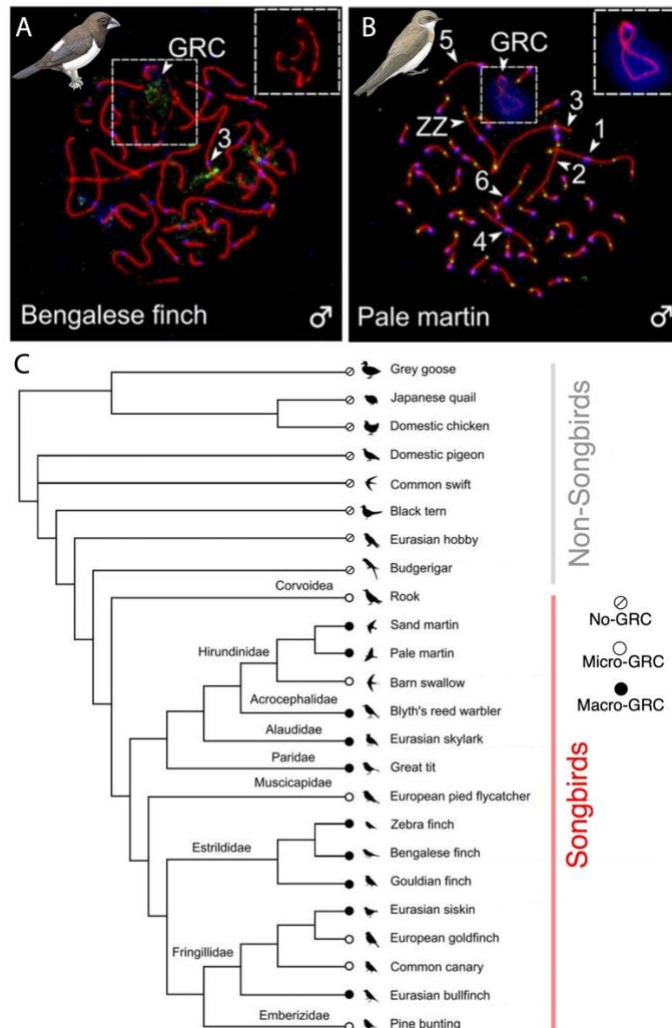 A
GRC
3
Bengalese finch
♂
B
5
GRC
ZZ
3
1
2
6
4
Pale martin
♂
C
Grey goose
Japanese quail
Domestic chicken
Domestic pigeon
Common swift
Black tern
Eurasian hobby
Budgerigar
Corvoidea
Rook
Sand martin
Hirundinidae
Pale martin
Barn swallow
Acrocephalidae
Blyth's reed warbler
Alaudidae
Eurasian skylark
Paridae
Great tit
Muscicapidae
European pied flycatcher
Zebra finch
Estrildidae
Bengalese finch
Gouldian finch
Eurasian siskin
European goldfinch
Fringillidae
Common canary
Eurasian bullfinch
Emberizidae
Pine bunting
Non-Songbirds
Songbirds
No-GRC
Micro-GRC
Macro-GRC